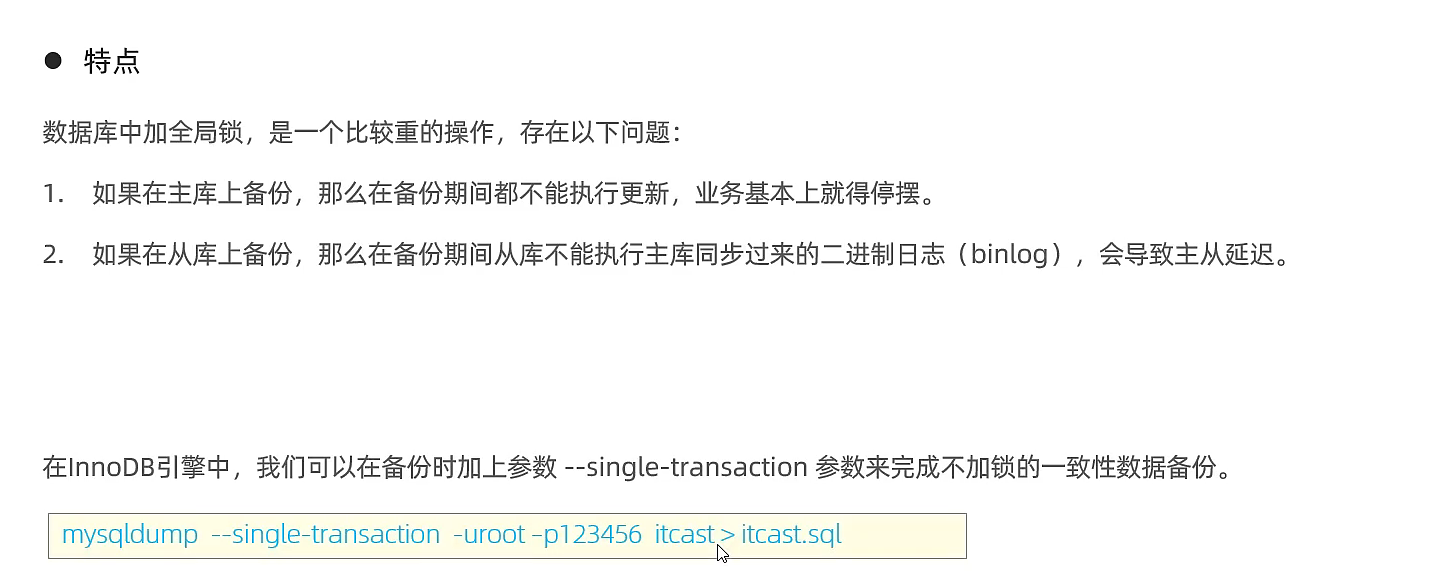 ● 特点
数据库中加全局锁，是一个比较重的操作，存在以下问题：
1. 如果在主库上备份，那么在备份期间都不能执行更新，业务基本上就得停摆。
2. 如果在从库上备份，那么在备份期间从库不能执行主库同步过来的二进制日志（binlog），会导致主从延迟。
在InnoDB引擎中，我们可以在备份时加上参数 --single-transaction 参数来完成不加锁的一致性数据备份。
mysqldump --single-transaction -uroot –p123456 itcast > itcast.sql